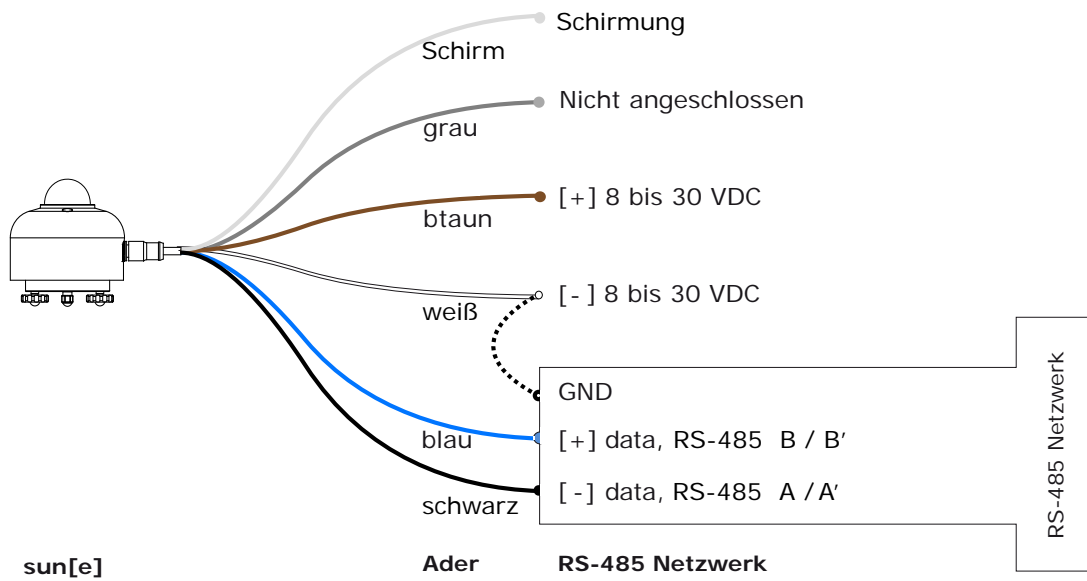 Schirm Schirmung
grau Nicht angeschlossen
btaun [+] 8 bis 30 VDC
weiß [-] 8 bis 30 VDC
GND
blau [+] data, RS-485 B / B'
schwarz [-] data, RS-485 A / A'
RS-485 Netzwerk
sun[e] Ader RS-485 Netzwerk